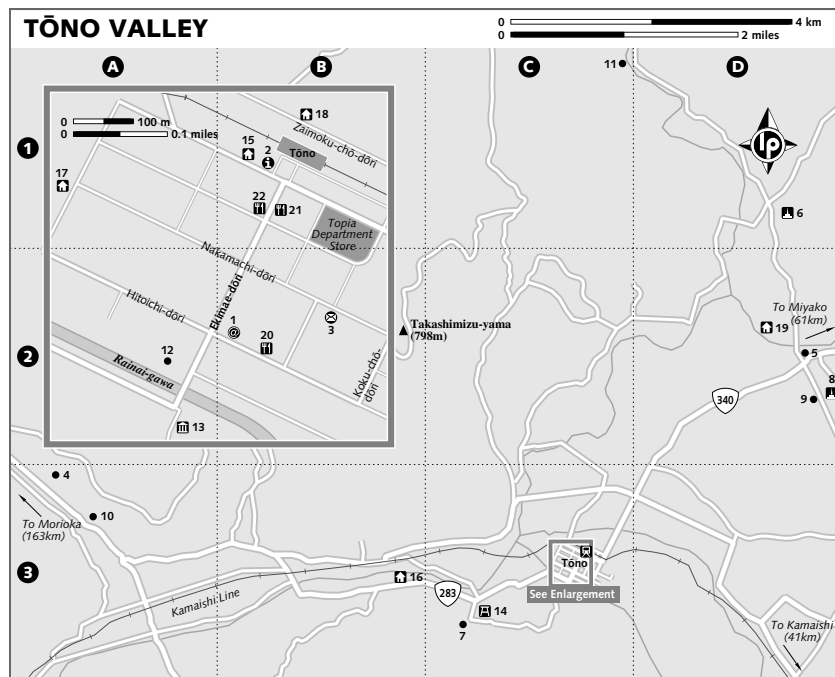 TŌNO VALLEY
0 4 km
0 2 miles
A B C D
1
2
3
0 100 m
0 0.1 miles
18
Zaimoku-chō-dōri
15 2
Tōno
17
22 21
Topia
Department
Store
Nakamachi-dōri
Hitoichi-dōri
Ekimae-dōri
1
@
20
3
12
Rainai-gawa
Koku-chō-
dōri
13
11
lp
6
To Miyako
(61km)
19
5
8
9
340
Takashimizu-yama
(798m)
4
10
To Morioka
(163km)
Kamaishi Line
16
283
14
7
Tōno
See Enlargement
To Kamaishi
(41km)